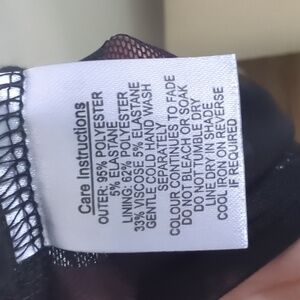 Care Instructions
OUTER: 95% POLYESTER
5% ELASTANE
LINING: 62% POLYESTER
33% VISCOSE 5% ELASTANE
GENTLE COLD HAND WASH
SEPARATELY
COLOUR CONTINUES TO FADE
DO NOT BLEACH OR SOAK
DO NOT TUMBLE DRY
LINE DRY IN SHADE
COOL IRON ON REVERSE
IF REQUIRED